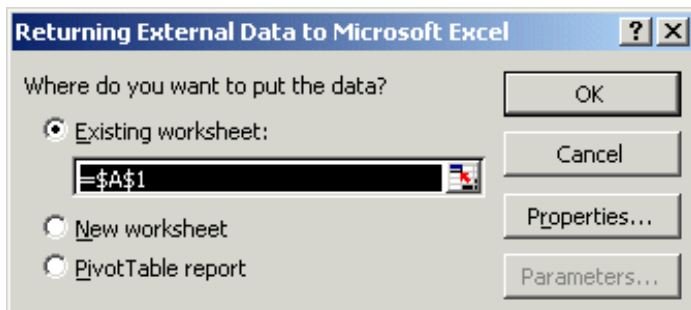 Returning External Data to Microsoft Excel ? X
Where do you want to put the data?
OK
Existing worksheet:
Cancel
=$A$1
Properties...
New worksheet
PivotTable report
Parameters...